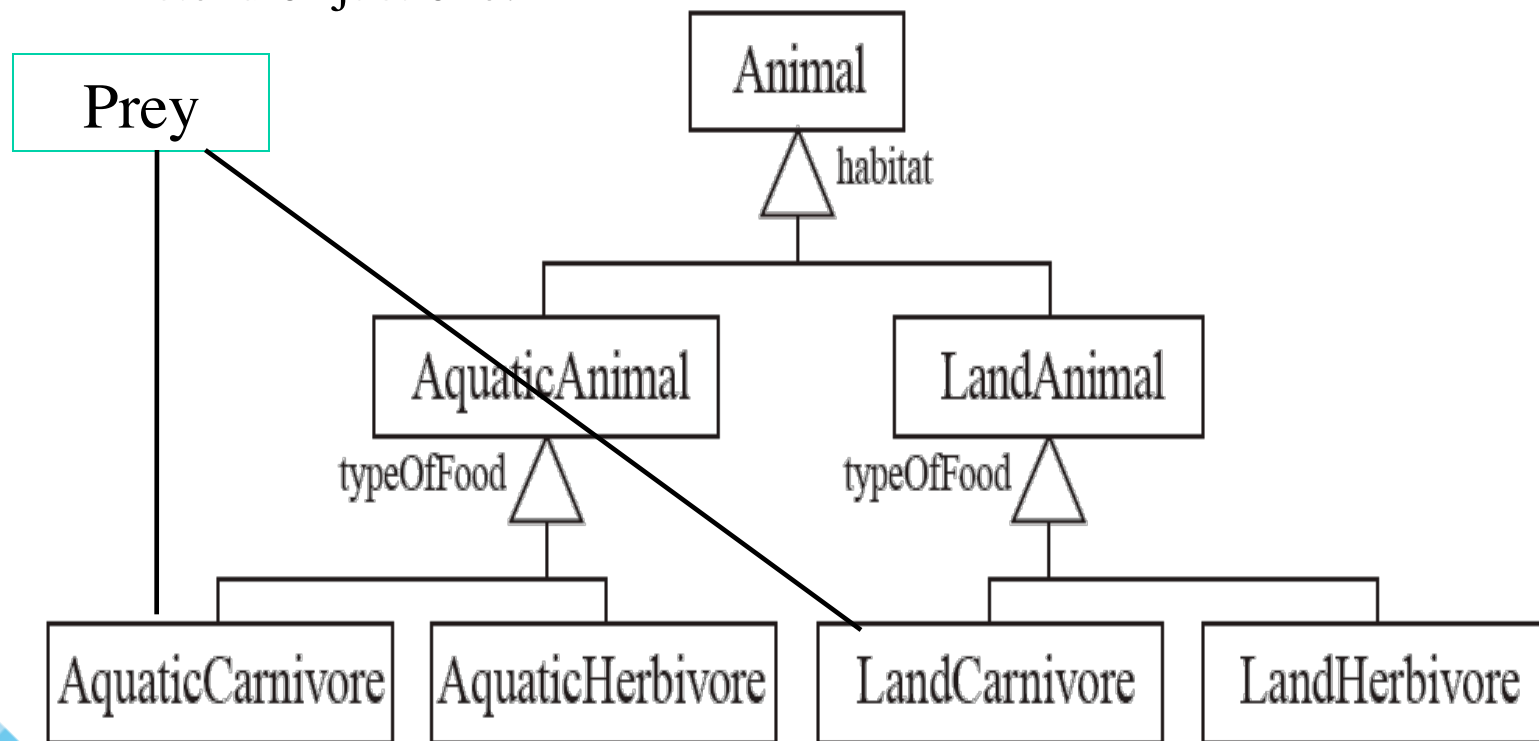 Animal
Prey
habitat
AquaticAnimal LandAnimal
typeOfFood typeOfFood
AquaticCarnivore AquaticHerbivore LandCarnivore LandHerbivore